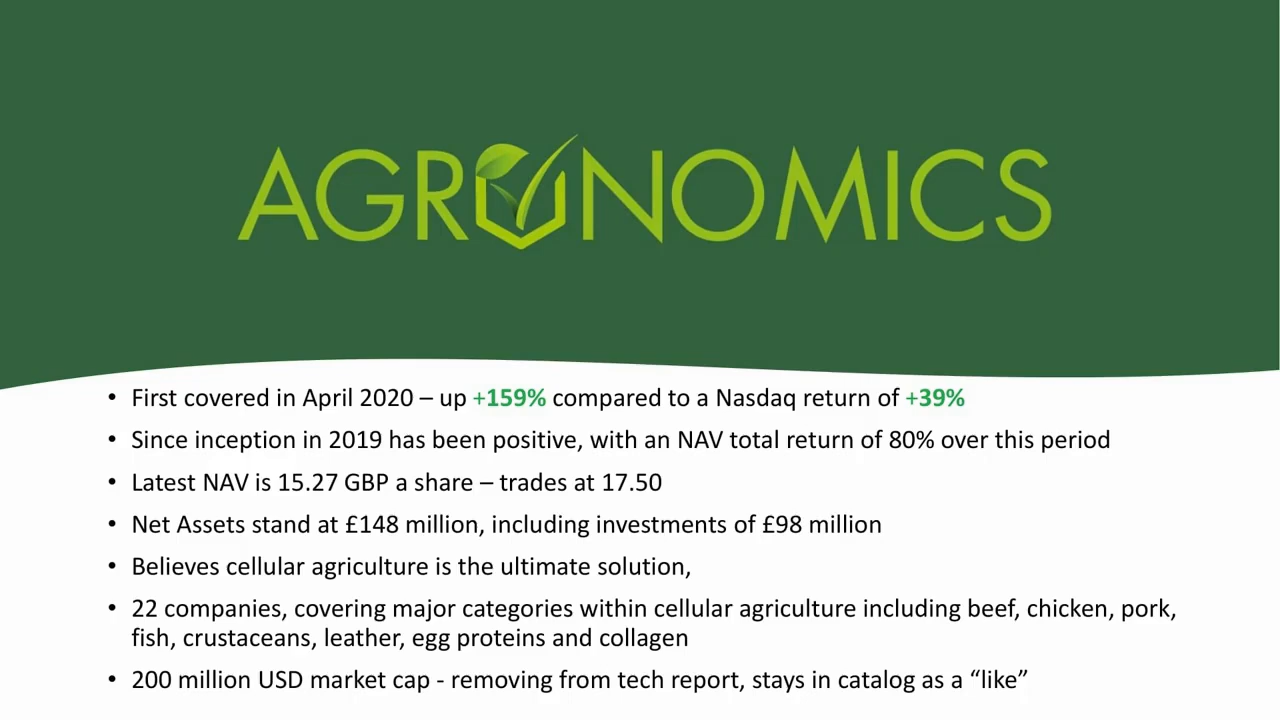 AGRONOMICS
• First covered in April 2020 – up +159% compared to a Nasdaq return of +39%
• Since inception in 2019 has been positive, with an NAV total return of 80% over this period
• Latest NAV is 15.27 GBP a share – trades at 17.50
• Net Assets stand at £148 million, including investments of £98 million
• Believes cellular agriculture is the ultimate solution,
• 22 companies, covering major categories within cellular agriculture including beef, chicken, pork,
fish, crustaceans, leather, egg proteins and collagen
• 200 million USD market cap - removing from tech report, stays in catalog as a “like”